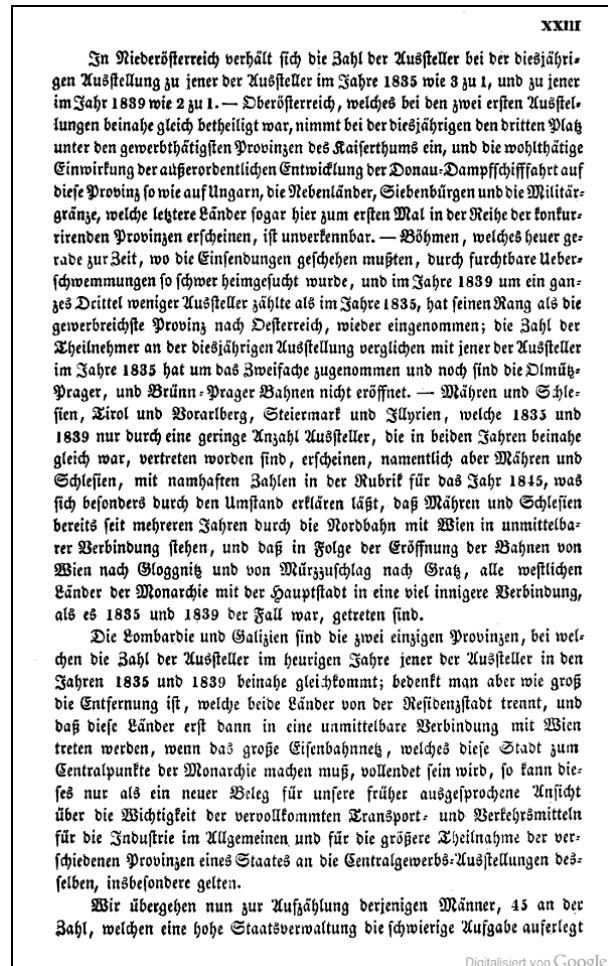 XXIII
In Niederösterreich verhält sich die Zahl der Aussteller bei der diesjähri-
gen Ausstellung zu jener der Aussteller im Jahre 1835 wie 3 zu 1, und zu jener
im Jahr 1839 wie 2 zu 1. — Oberösterreich, welches bei den zwei ersten Ausstel-
lungen beinahe gleich betheiligt war, nimmt bei der diesjährigen den dritten Platz
unter den gewerbthätigsten Provinzen des Kaiserthums ein, und die wohlthätige
Einwirkung der außerordentlichen Entwicklung der Donau-Dampfschifffahrt auf
diese Provinz so wie auf Ungarn, die Nebenländer, Siebenbürgen und die Militär-
gränze, welche letztere Länder sogar hier zum ersten Mal in der Reihe der konkur-
rirenden Provinzen erscheinen, ist unverkennbar. — Böhmen, welches heuer ge-
rade zur Zeit, wo die Einsendungen geschehen mußten, durch furchtbare Ueber-
schwemmungen so schwer heimgesucht wurde, und im Jahre 1839 um ein gan-
zes Drittel weniger Aussteller zählte als im Jahre 1835, hat seinen Rang als die
gewerbreichste Provinz nach Oesterreich, wieder eingenommen; die Zahl der
Theilnehmer an der diesjährigen Ausstellung verglichen mit jener der Aussteller
im Jahre 1835 hat um das Zweifache zugenommen und noch sind die Olmütz-
Prager, und Brünn-Prager Bahnen nicht eröffnet. — Mähren und Schle-
sien, Tirol und Vorarlberg, Steiermark und Illyrien, welche 1835 und
1839 nur durch eine geringe Anzahl Aussteller, die in beiden Jahren beinahe
gleich war, vertreten worden sind, erscheinen, namentlich aber Mähren und
Schlesien, mit namhaften Zahlen in der Rubrik für das Jahr 1845, was
sich besonders durch den Umstand erklären läßt, daß Mähren und Schlesien
bereits seit mehreren Jahren durch die Nordbahn mit Wien in unmittelba-
rer Verbindung stehen, und daß in Folge der Eröffnung der Bahnen von
Wien nach Gloggnitz und von Mürzzuschlag nach Gratz, alle westlichen
Länder der Monarchie mit der Hauptstadt in eine viel innigere Verbindung,
als es 1835 und 1839 der Fall war, getreten sind.
Die Lombardie und Galizien sind die zwei einzigen Provinzen, bei wel-
chen die Zahl der Aussteller im heurigen Jahre jener der Aussteller in den
Jahren 1835 und 1839 beinahe gleichkommt; bedenkt man aber wie groß
die Entfernung ist, welche beide Länder von der Residenzstadt trennt, und
daß diese Länder erst dann in eine unmittelbare Verbindung mit Wien
treten werden, wenn das große Eisenbahnnetz, welches diese Stadt zum
Centralpunkte der Monarchie machen muß, vollendet sein wird, so kann die-
ses nur als ein neuer Beleg für unsere früher ausgesprochene Ansicht
über die Wichtigkeit der vervollkommten Transport- und Verkehrsmitteln
für die Industrie im Allgemeinen und für die größere Theilnahme der ver-
schiedenen Provinzen eines Staates an die Centralgewerbs-Ausstellungen des-
selben, insbesondere gelten.
Wir übergehen nun zur Aufzählung derjenigen Männer, 45 an der
Zahl, welchen eine hohe Staatsverwaltung die schwierige Aufgabe auferlegt
Digitalisiert von Google